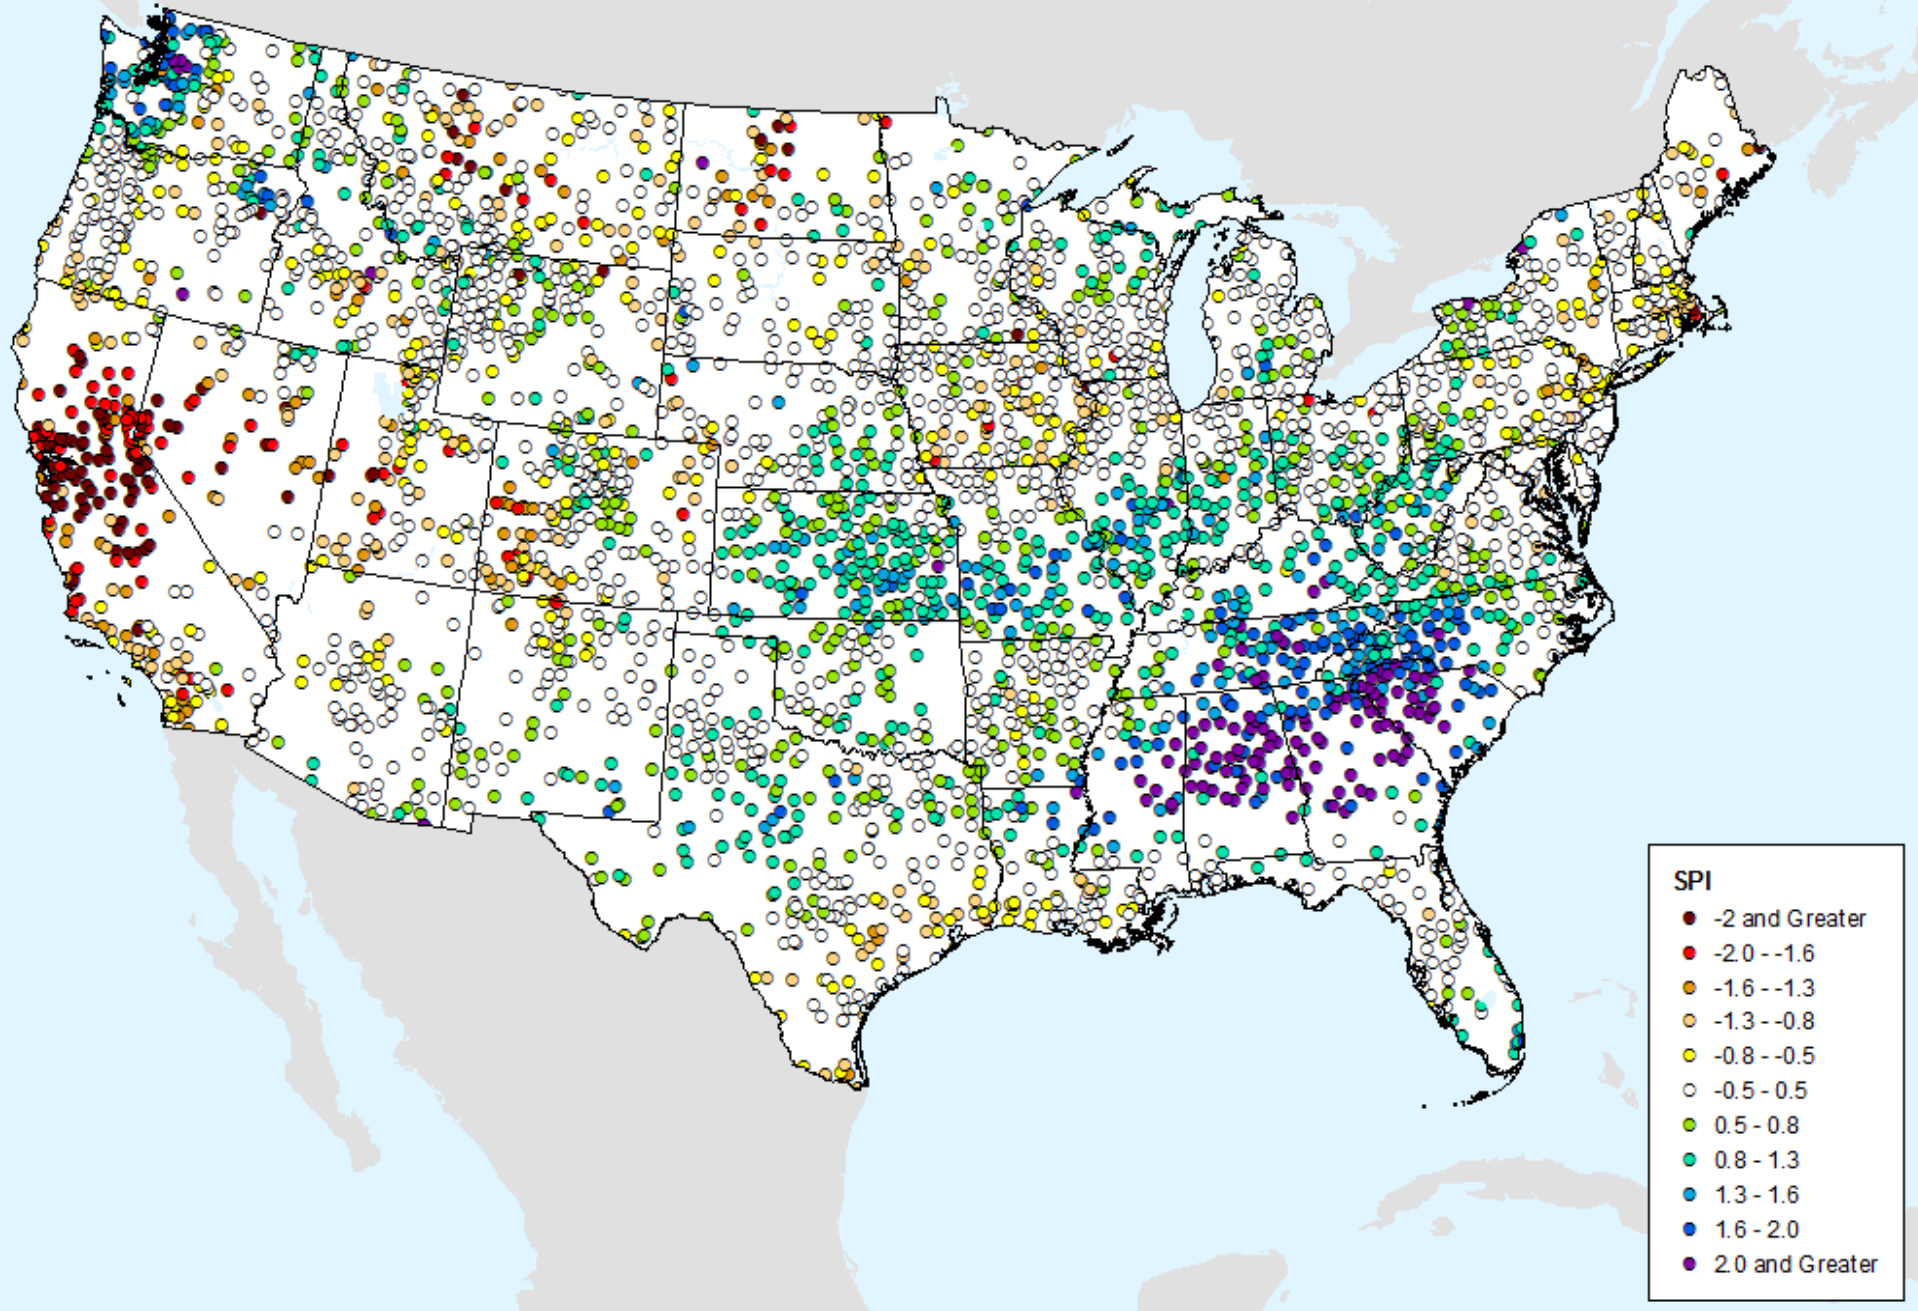 SPI
-2 and Greater
-2.0 - -1.6
-1.6 - -1.3
-1.3 - -0.8
-0.8 - -0.5
-0.5 - 0.5
0.5 - 0.8
0.8 - 1.3
1.3 - 1.6
1.6 - 2.0
2.0 and Greater